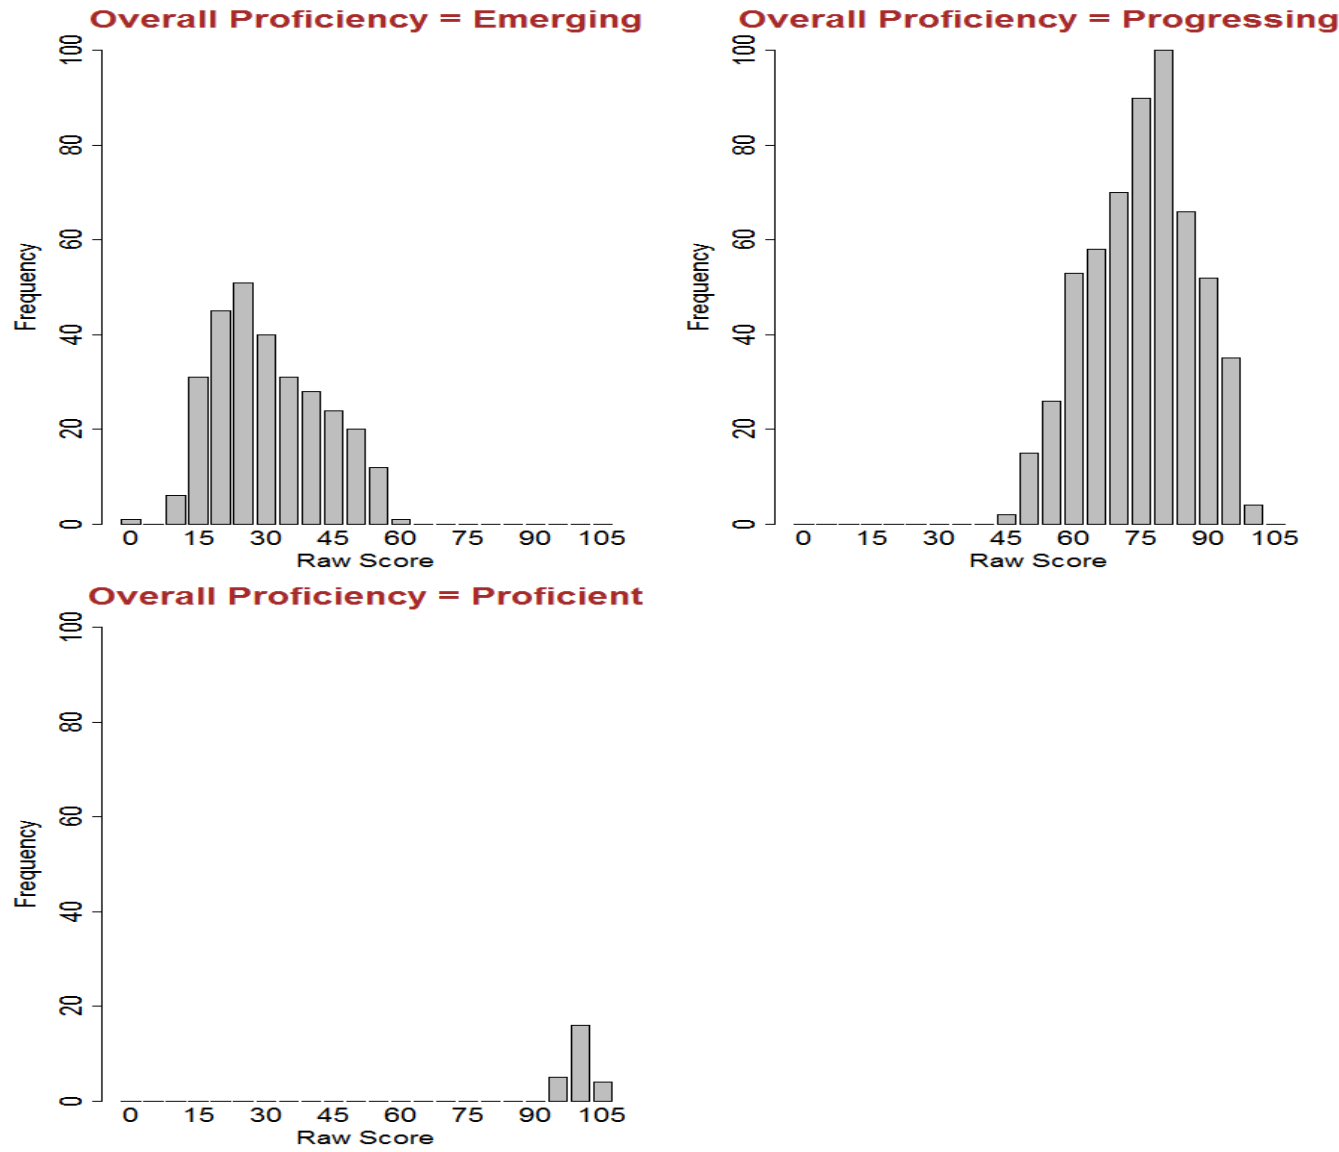 Overall Proficiency = Emerging
100
80
60
40
20
0
Frequency
0 15 30 45 60 75 90 105
Raw Score
Overall Proficiency = Progressing
100
80
60
40
20
0
Frequency
0 15 30 45 60 75 90 105
Raw Score
Overall Proficiency = Proficient
100
80
60
40
20
0
Frequency
0 15 30 45 60 75 90 105
Raw Score